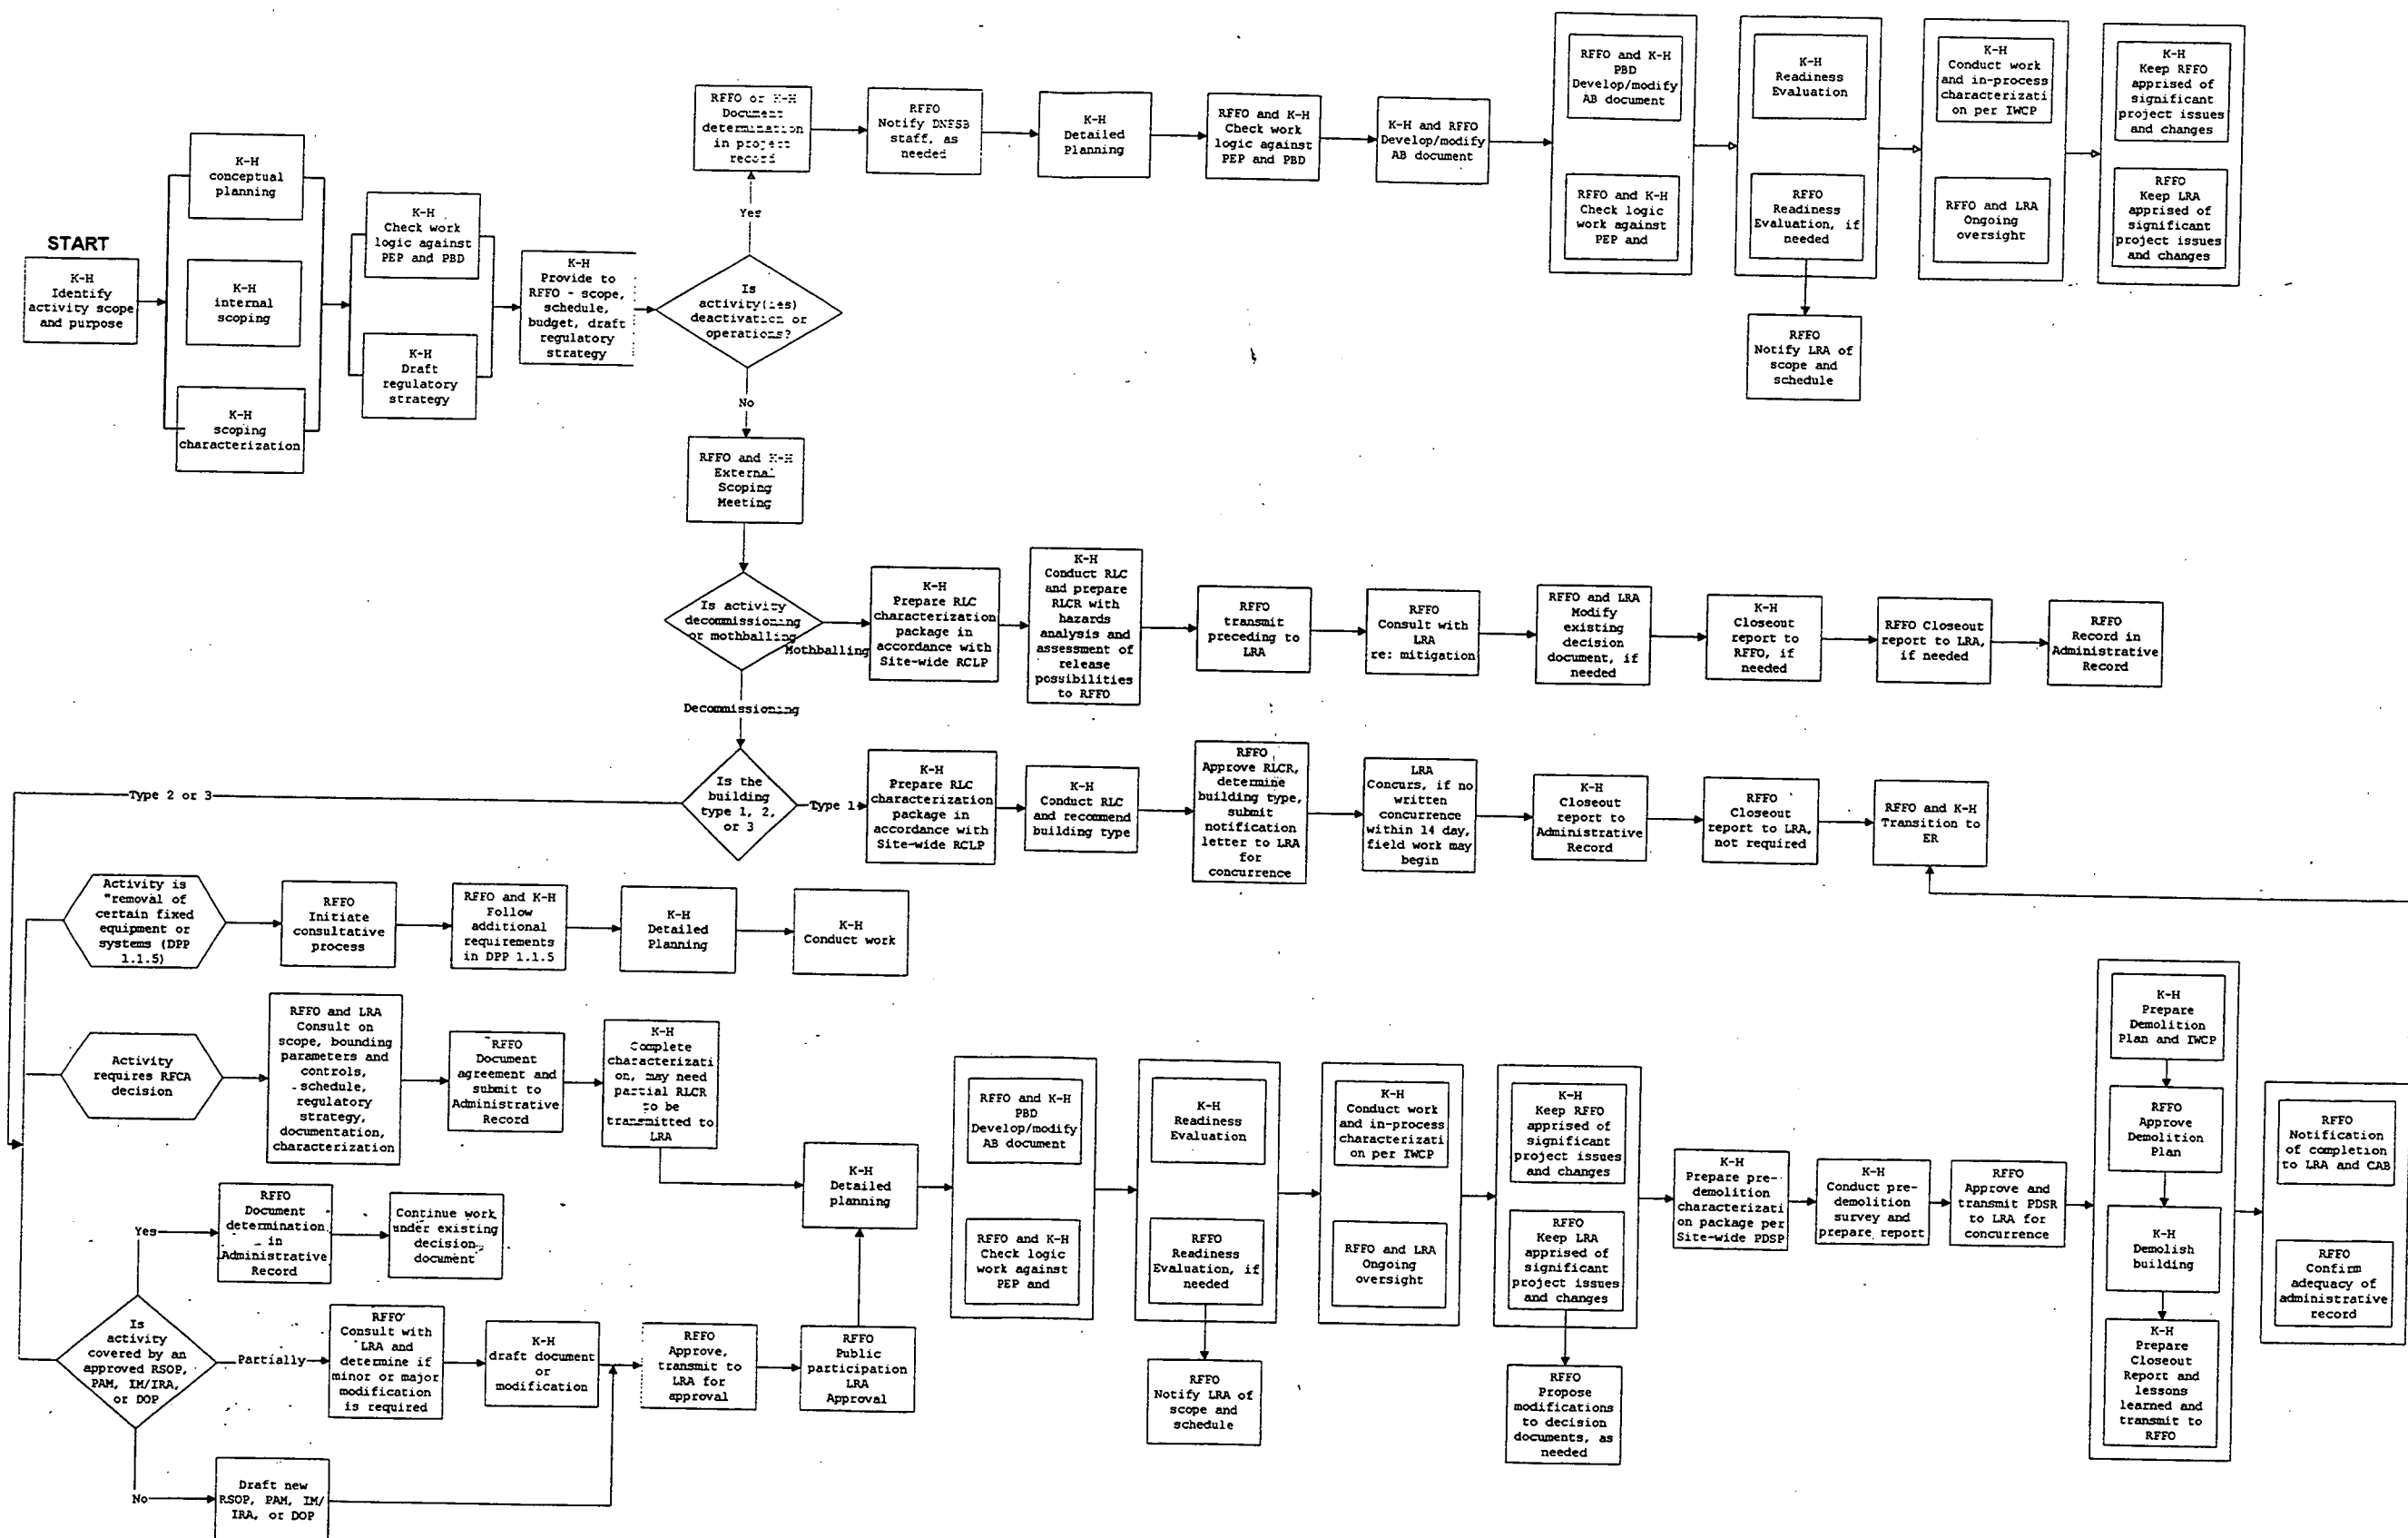 RFFO or K-H
Document
determination
in project
record
RFFO
Notify DNFSB
staff, as
needed
K-H
Detailed
Planning
RFFO and K-H
Check work
logic against
PEP and PBD
K-H and RFFO
Develop/modify
AB document
RFFO and K-H
PBD
Develop/modify
AB document
RFFO and K-H
Check logic
work against
PEP and
K-H
Readiness
Evaluation
RFFO
Readiness
Evaluation, if
needed
RFFO
Notify LRA of
scope and
schedule
K-H
Conduct work
and in-process
characterizati
on per IWCP
RFFO and LRA
Ongoing
oversight
K-H
Keep RFFO
apprised of
significant
project issues
and changes
RFFO
Keep LRA
apprised of
significant
project issues
and changes
START
K-H
Identify
activity scope
and purpose
K-H
conceptual
planning
K-H
internal
scoping
K-H
scoping
characterization
K-H
Check work
logic against
PEP and PBD
K-H
Draft
regulatory
strategy
K-H
Provide to
RFFO - scope,
schedule,
budget, draft
regulatory
strategy
Yes
Is
activity(ies)
deactivation or
operations?
No
RFFO and K-H
External
Scoping
Meeting
Is activity
decommissioning
or mothballing
Mothballing
K-H
Prepare RLC
characterization
package in
accordance with
Site-wide RCLP
K-H
Conduct RLC
and prepare
RLCR with
hazards
analysis and
assessment of
release
possibilities
to RFFO
RFFO
transmit
preceding to
LRA
RFFO
Consult with
LRA
re: mitigation
RFFO and LRA
Modify
existing
decision
document, if
needed
K-H
Closeout
report to
RFFO, if
needed
RFFO Closeout
report to LRA,
if needed
RFFO
Record in
Administrative
Record
Decommissioning
Type 2 or 3
Is the
building
type 1, 2,
or 3
Type 1
K-H
Prepare RLC
characterization
package in
accordance with
Site-wide RCLP
K-H
Conduct RLC
and recommend
building type
RFFO
Approve RLCR,
determine
building type,
submit
notification
letter to LRA
for
concurrence
LRA
Concurs, if no
written
concurrence
within 14 day,
field work may
begin
K-H
Closeout
report to
Administrative
Record
RFFO
Closeout
report to LRA,
not required
RFFO and K-H
Transition to
ER
Activity is
"removal of
certain fixed
equipment or
systems (DPP
1.1.5)
RFFO
Initiate
consultative
process
RFFO and K-H
Follow
additional
requirements
in DPP 1.1.5
K-H
Detailed
Planning
K-H
Conduct work
Activity
requires RFCA
decision
RFFO and LRA
Consult on
scope, bounding
parameters and
controls,
schedule,
regulatory
strategy,
documentation,
characterization
RFFO
Document
agreement and
submit to
Administrative
Record
K-H
Complete
characterizati
on, may need
partial RLCR
to be
transmitted to
LRA
Yes
RFFO
Document
determination
in
Administrative
Record
Continue work
under existing
decision
document
Is
activity
covered by an
approved RSOP,
PAM, IM/IRA,
or DOP
Partially
RFFO
Consult with
LRA and
determine if
minor or major
modification
is required
K-H
draft document
or
modification
RFFO
Approve,
transmit to
LRA for
approval
RFFO
Public
participation
LRA
Approval
K-H
Detailed
planning
No
Draft new
RSOP, PAM, IM/
IRA, or DOP
RFFO and K-H
PBD
Develop/modify
AB document
RFFO and K-H
Check logic
work against
PEP and
K-H
Readiness
Evaluation
RFFO
Readiness
Evaluation, if
needed
RFFO
Notify LRA of
scope and
schedule
K-H
Conduct work
and in-process
characterizati
on per IWCP
RFFO and LRA
Ongoing
oversight
K-H
Keep RFFO
apprised of
significant
project issues
and changes
RFFO
Keep LRA
apprised of
significant
project issues
and changes
RFFO
Propose
modifications
to decision
documents, as
needed
K-H
Prepare pre-
demolition
characterizati
on package per
Site-wide PDSP
K-H
Conduct pre-
demolition
survey and
prepare report
RFFO
Approve and
transmit PDSR
to LRA for
concurrence
K-H
Prepare
Demolition
Plan and IWCP
RFFO
Approve
Demolition
Plan
K-H
Demolish
building
K-H
Prepare
Closeout
Report and
lessons
learned and
transmit to
RFFO
RFFO
Notification
of completion
to LRA and CAB
RFFO
Confirm
adequacy of
administrative
record